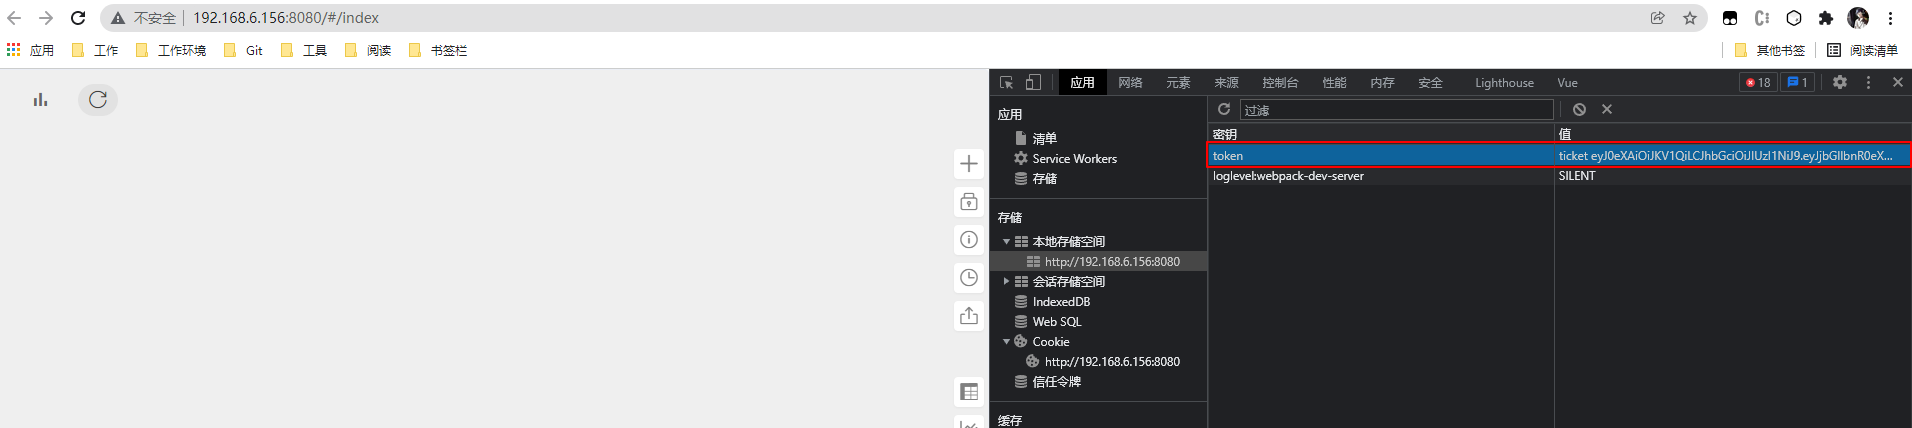 不安全 192.168.6.156:8080/#/index
应用 工作 工作环境 Git 工具 阅读 书签栏 其他书签 阅读清单
应用 网络 元素 来源 控制台 性能 内存 安全 Lighthouse Vue 18 1
应用
清单
Service Workers
存储
存储
本地存储空间
http://192.168.6.156:8080
会话存储空间
IndexedDB
Web SQL
Cookie
http://192.168.6.156:8080
信任令牌
缓存
过滤
密钥 值
token ticket eyJ0eXAiOiJKV1QiLCJhbGciOiJIUzI1NiJ9.eyJjbGllbnR0eX...
loglevel:webpack-dev-server SILENT